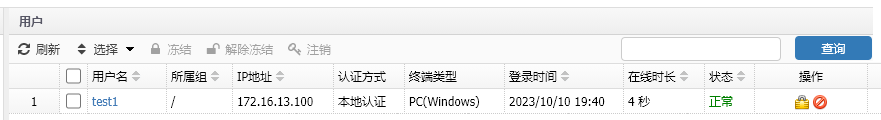 用户
刷新 选择 冻结 解除冻结 注销 查询
用户名 所属组 IP地址 认证方式 终端类型 登录时间 在线时长 状态 操作
1 test1 / 172.16.13.100 本地认证 PC(Windows) 2023/10/10 19:40 4 秒 正常